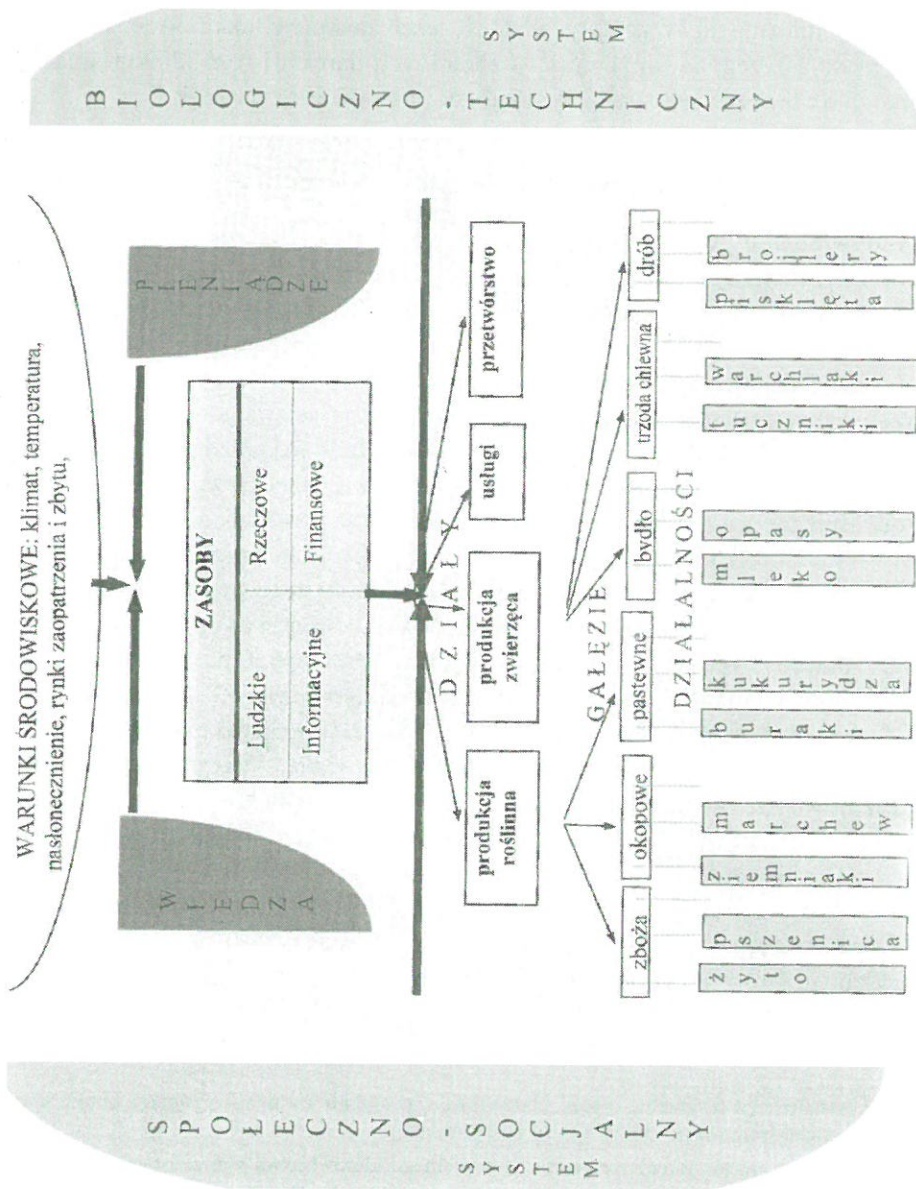 WARUNKI ŚRODOWISKOWE: klimat, temperatura,
nasłonecznienie, rynki zaopatrzenia i zbytu,
SPOŁECZNO-SOCJALNY
SYSTEM
BIOLOGICZNO-TECHNICZNY
SYSTEM
WIEDZA
PIENIĄDZE
ZASOBY
Ludzkie
Rzeczowe
Informacyjne
Finansowe
DZIAŁY
produkcja
roślinna
produkcja
zwierzęca
usługi
przetwórstwo
GAŁĘZIE
zboża
okopowe
pastewne
bydło
trzoda chlewna
drób
DZIAŁALNOŚCI
żyto
pszenica
ziemniaki
marchew
buraki
kukurydza
mleko
opasy
tuczniki
warchlaki
pisklęta
brojlery